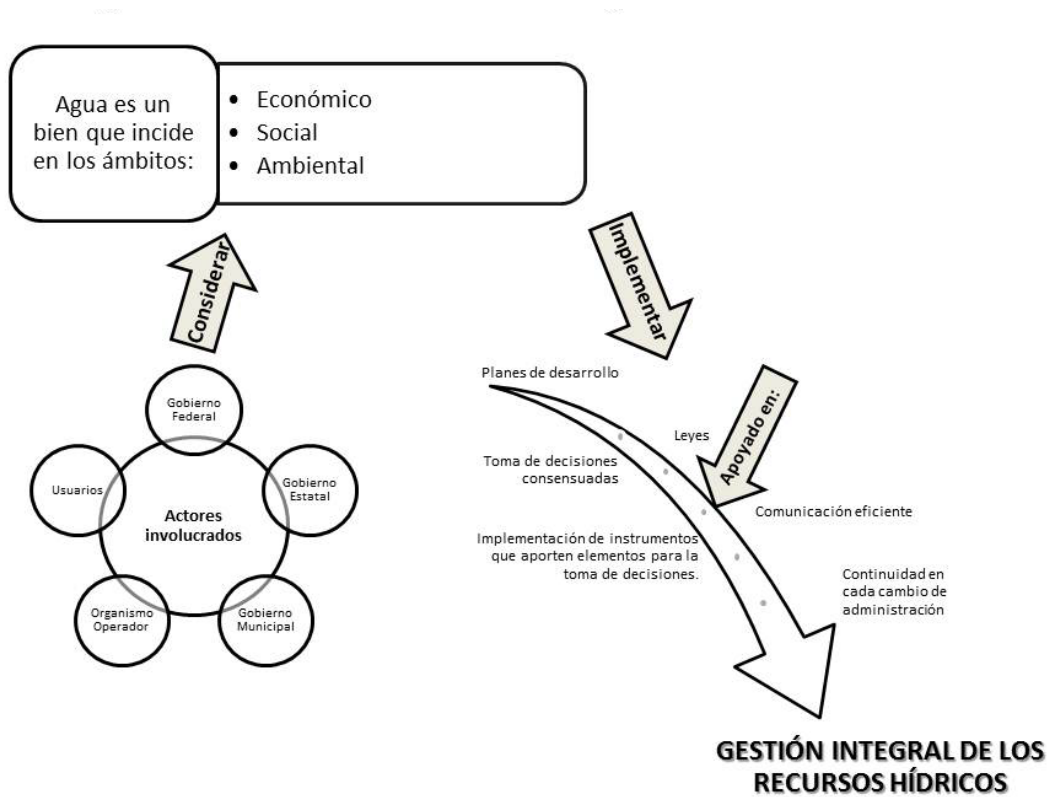 Agua es un
bien que incide
en los ámbitos:
• Económico
• Social
• Ambiental
Considerar
Implementar
Gobierno
Federal
Usuarios
Gobierno
Estatal
Actores
involucrados
Organismo
Operador
Gobierno
Municipal
Planes de desarrollo
Leyes
Apoyado en:
Toma de decisiones
consensuadas
Comunicación eficiente
Implementación de instrumentos
que aporten elementos para la
toma de decisiones.
Continuidad en
cada cambio de
administración
GESTIÓN INTEGRAL DE LOS
RECURSOS HÍDRICOS